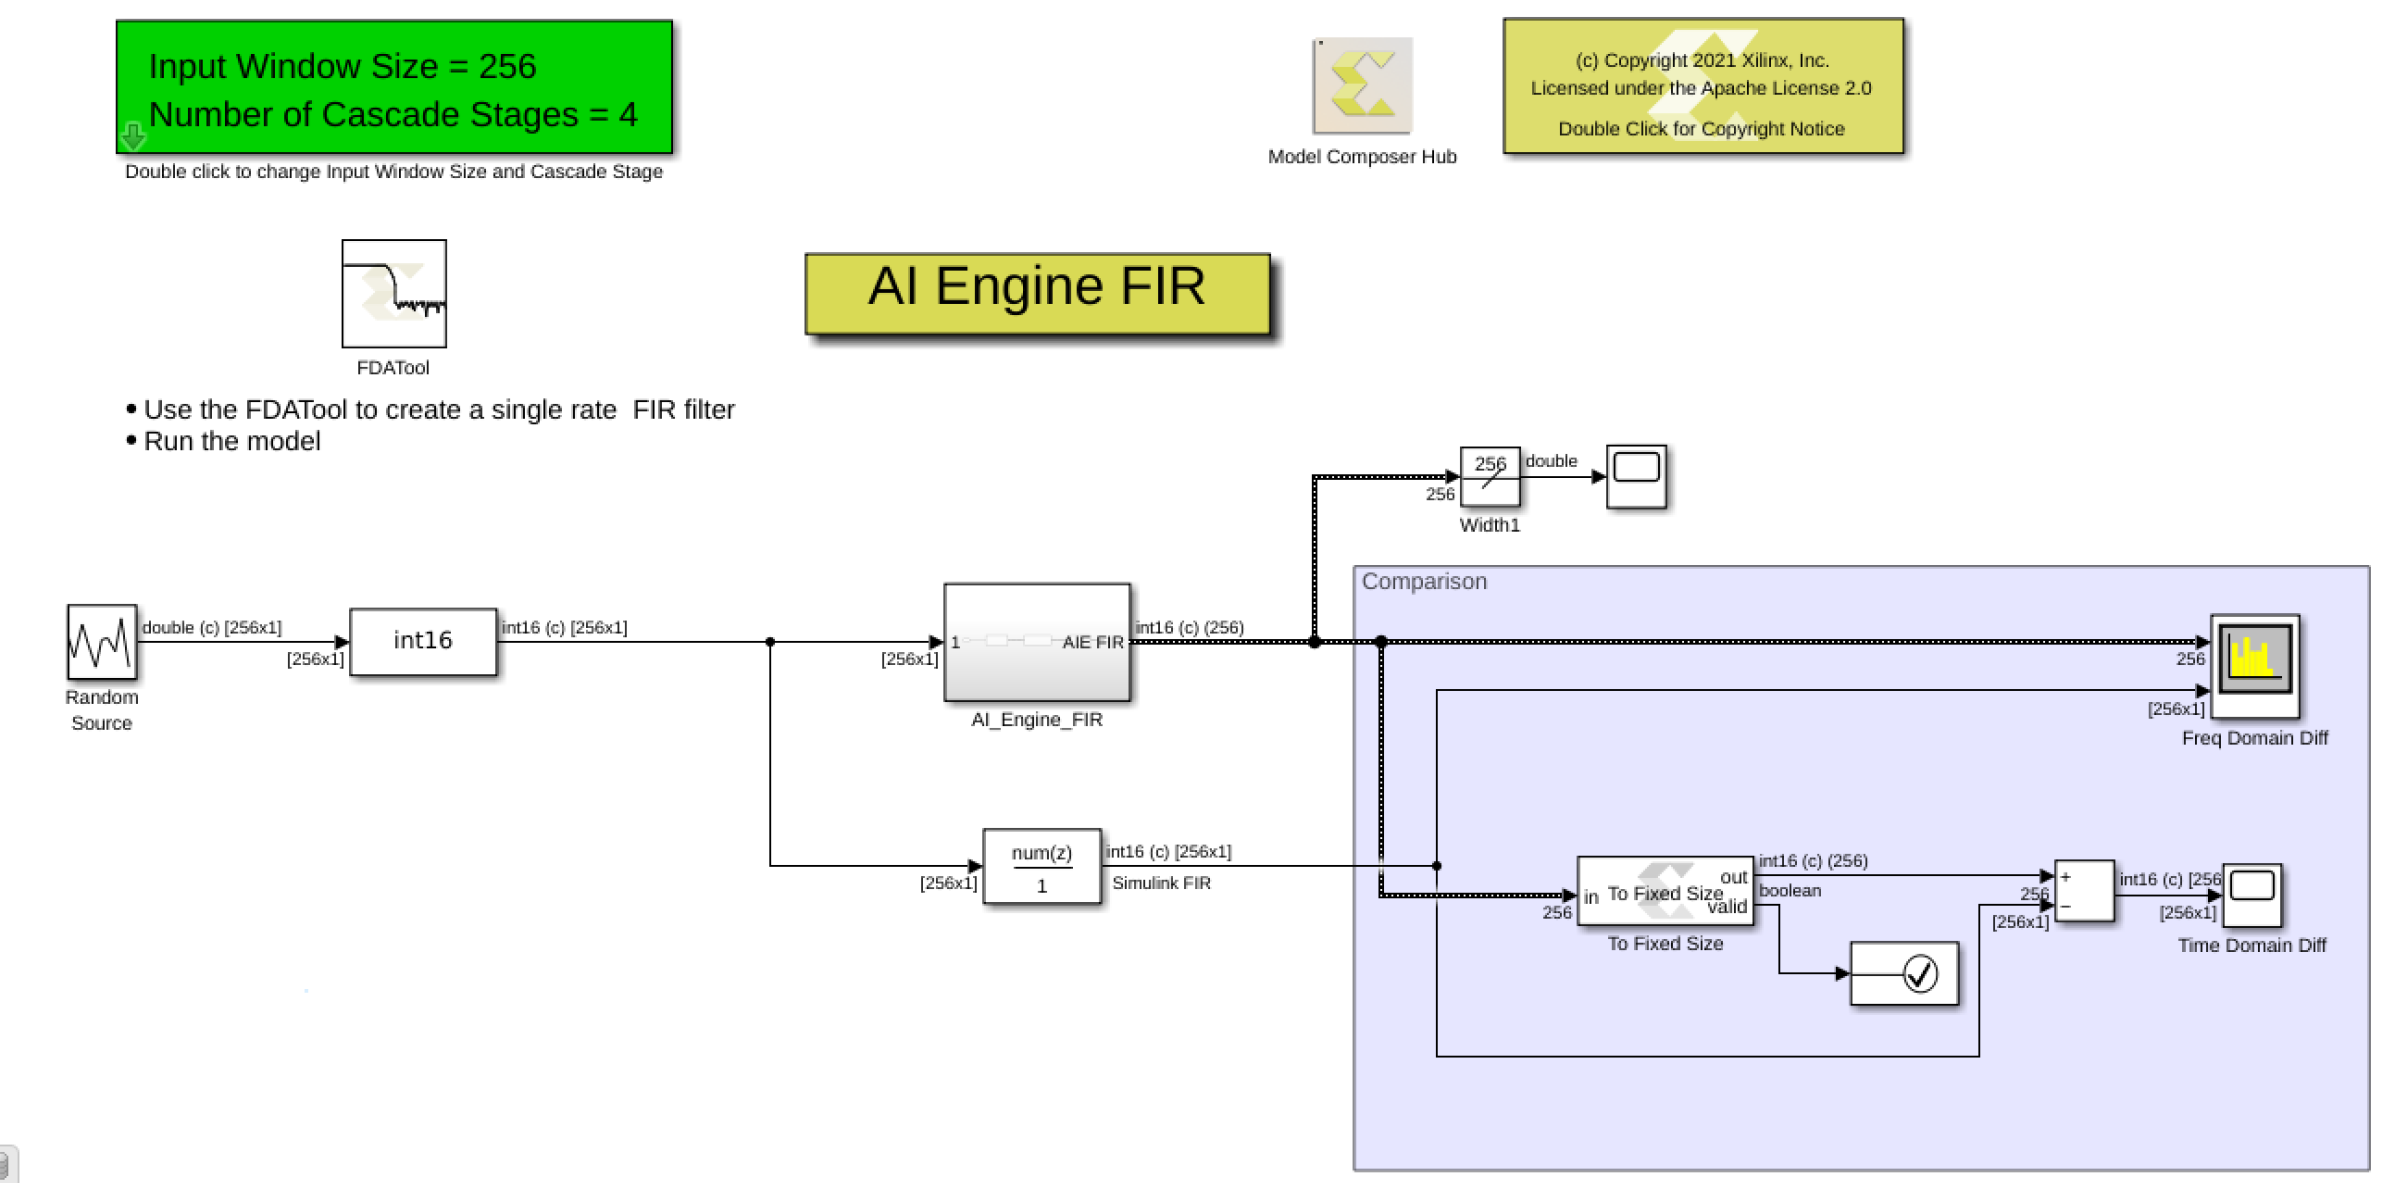 Input Window Size = 256
Number of Cascade Stages = 4
Double click to change Input Window Size and Cascade Stage
Model Composer Hub
(c) Copyright 2021 Xilinx, Inc.
Licensed under the Apache License 2.0
Double Click for Copyright Notice
FDATool
AI Engine FIR
• Use the FDATool to create a single rate  FIR filter
• Run the model
256
256
double
Width1
Comparison
Random
Source
double (c) [256x1]
[256x1]
int16
int16 (c) [256x1]
[256x1]
1
AIE FIR
AI_Engine_FIR
int16 (c) (256)
256
[256x1]
Freq Domain Diff
[256x1]
num(z)
1
int16 (c) [256x1]
Simulink FIR
256
in
To Fixed Size
out
valid
To Fixed Size
int16 (c) (256)
boolean
256
[256x1]
+
−
int16 (c) [256
[256x1]
Time Domain Diff